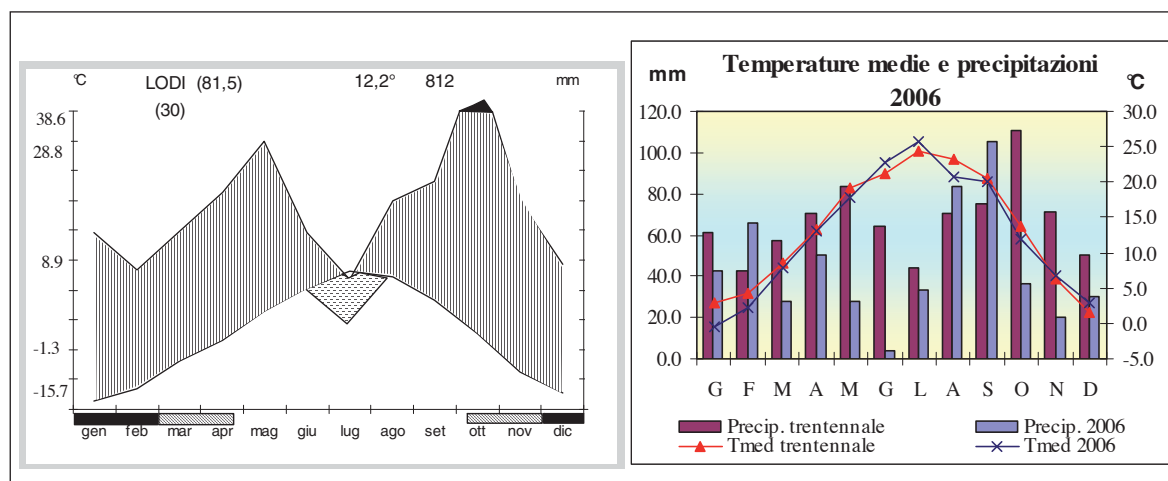 °C LODI (81,5) 12,2° 812 mm
(30)
38.6
28.8
8.9
-1.3
-15.7
gen feb mar apr mag giu lug ago set ott nov dic
Temperature medie e precipitazioni
2006
mm °C
120.0 30.0
100.0 25.0
80.0 20.0
60.0 15.0
40.0 10.0
20.0 5.0
0.0 0.0
-5.0
G F M A M G L A S O N D
Precip. trentennale Precip. 2006
Tmed trentennale Tmed 2006